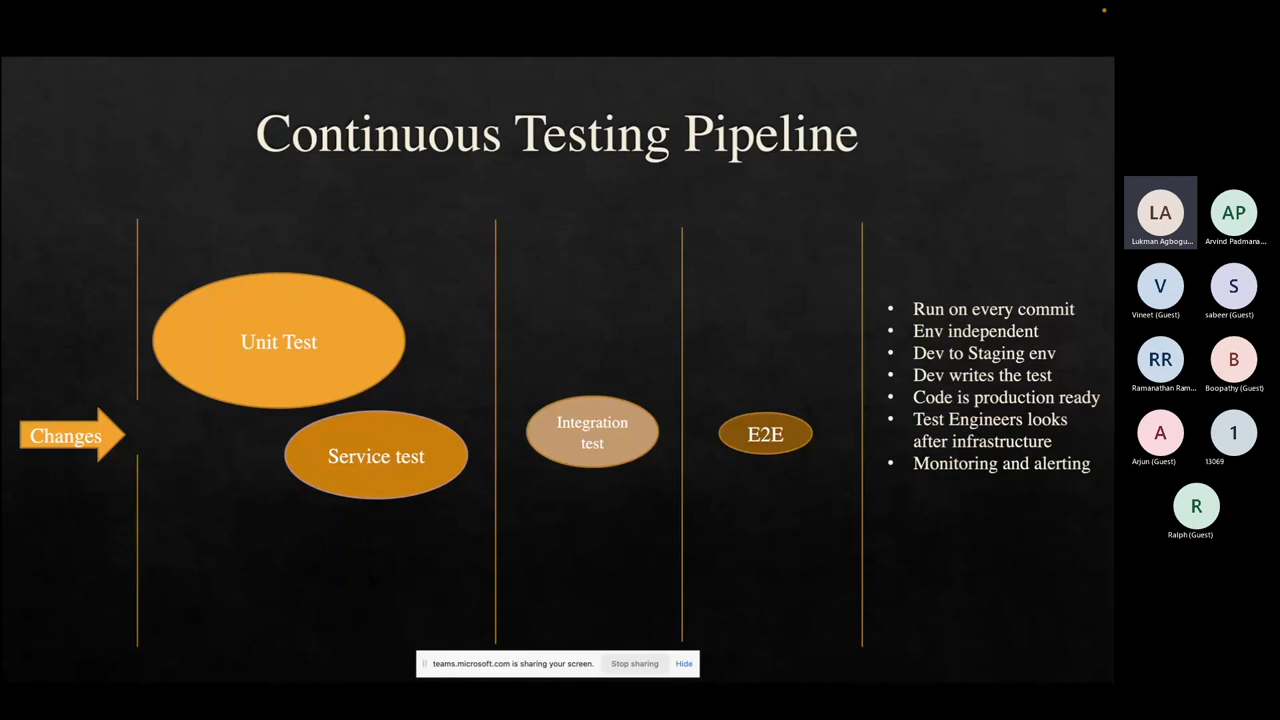 Continuous Testing Pipeline
Changes
Unit Test
Service test
Integration
test
E2E
• Run on every commit
• Env independent
• Dev to Staging env
• Dev writes the test
• Code is production ready
• Test Engineers looks
after infrastructure
• Monitoring and alerting
teams.microsoft.com is sharing your screen. Stop sharing Hide
LA
Lukman Agbogu...
AP
Arvind Padmana...
V
Vineet (Guest)
S
sabeer (Guest)
RR
Ramanathan Ram...
B
Boopathy (Guest)
A
Arjun (Guest)
1
13069
R
Ralph (Guest)